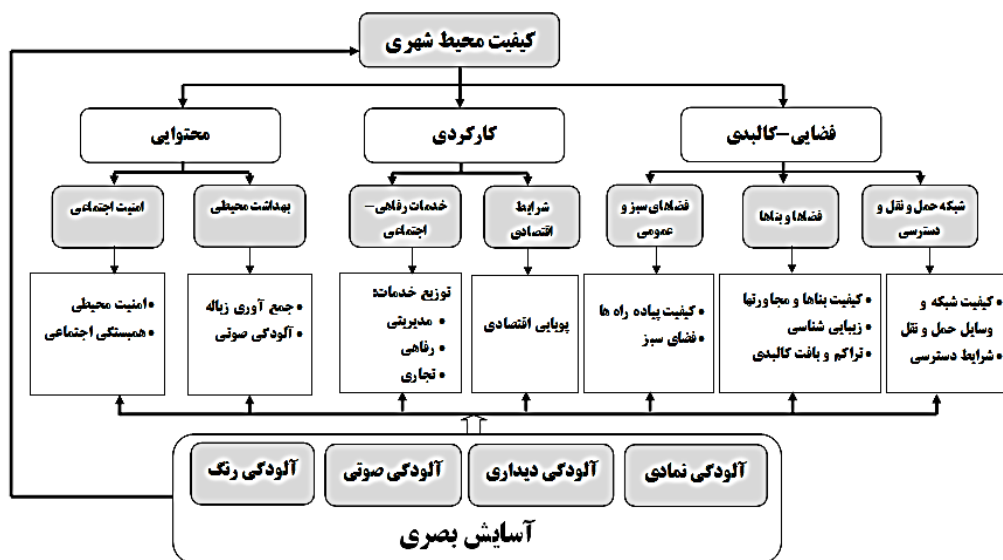 کیفیت محیط شهری
فضایی-کالبدی
کارکردی
محتوایی
شبکه حمل و نقل و
دسترسی
فضاها و بناها
فضاهای سبز و
عمومی
شرایط
اقتصادی
خدمات رفاهی-
اجتماعی
بهداشت محیطی
امنیت اجتماعی
• کیفیت شبکه و
وسایل حمل و نقل
• شرایط دسترسی
• کیفیت بناها و مجاورتها
• زیبایی شناسی
• تراکم و بافت کالبدی
• کیفیت پیاده راه ها
• فضای سبز
پویایی اقتصادی
توزیع خدمات:
• مدیریتی
• رفاهی
• تجاری
• جمع آوری زباله
• آلودگی صوتی
• امنیت محیطی
• همبستگی اجتماعی
آلودگی نمادی
آلودگی دیداری
آلودگی صوتی
آلودگی رنگ
آسایش بصری